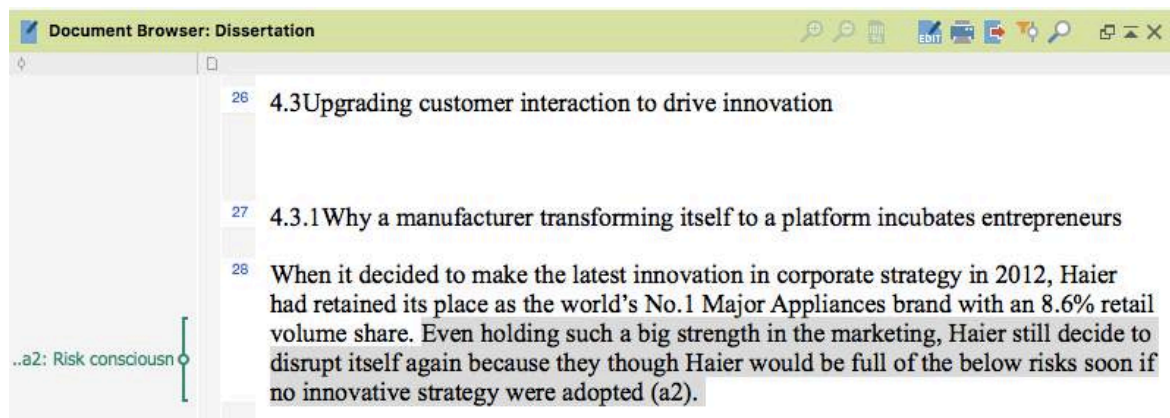 Document Browser: Dissertation
EDIT
26 4.3Upgrading customer interaction to drive innovation
27 4.3.1Why a manufacturer transforming itself to a platform incubates entrepreneurs
28 When it decided to make the latest innovation in corporate strategy in 2012, Haier
had retained its place as the world's No.1 Major Appliances brand with an 8.6% retail
volume share. Even holding such a big strength in the marketing, Haier still decide to
..a2: Risk consciousn disrupt itself again because they though Haier would be full of the below risks soon if
no innovative strategy were adopted (a2).